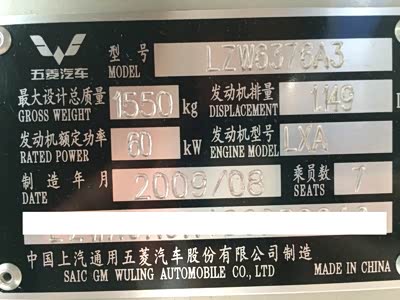 五菱汽车
型号 LZW6376A3
MODEL
最大设计总质量 1550 kg 发动机排量 1.149 L
GROSS WEIGHT DISPLACEMENT
发动机额定功率 60 kW 发动机型号 LXA
RATED POWER ENGINE MODEL
制造年月 2009/08 乘员数 7
DATE SEATS
中国上汽通用五菱汽车股份有限公司制造
SAIC GM WULING AUTOMOBILE CO., LTD MADE IN CHINA